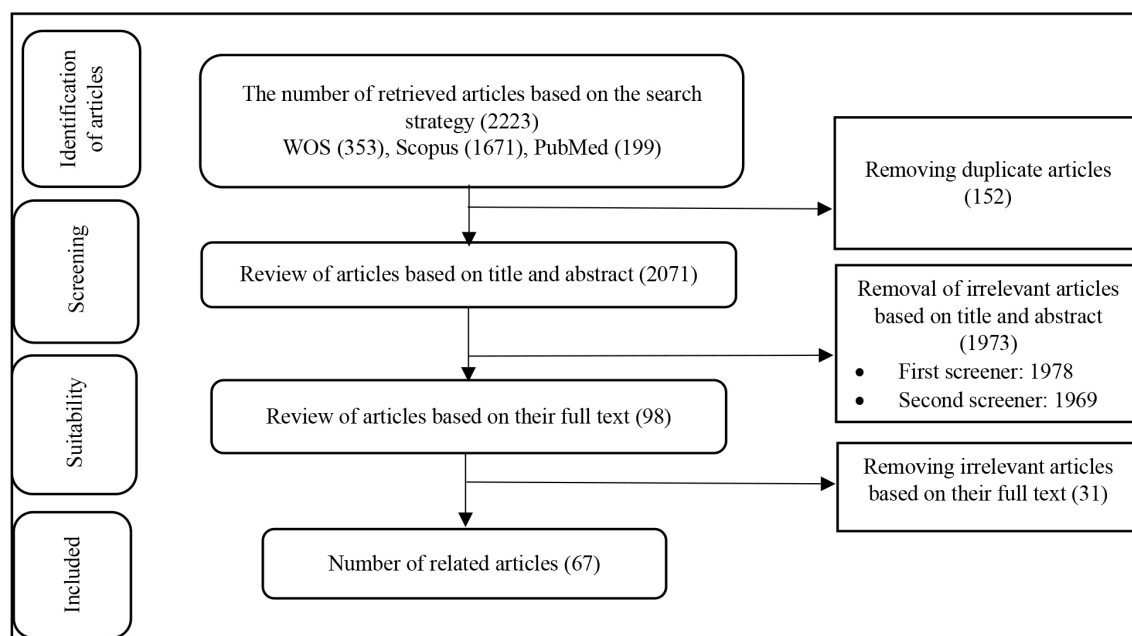 Identification
of articles
The number of retrieved articles based on the search
strategy (2223)
WOS (353), Scopus (1671), PubMed (199)
Removing duplicate articles
(152)
Screening
Review of articles based on title and abstract (2071)
Removal of irrelevant articles
based on title and abstract
(1973)
• First screener: 1978
• Second screener: 1969
Suitability
Review of articles based on their full text (98)
Removing irrelevant articles
based on their full text (31)
Included
Number of related articles (67)